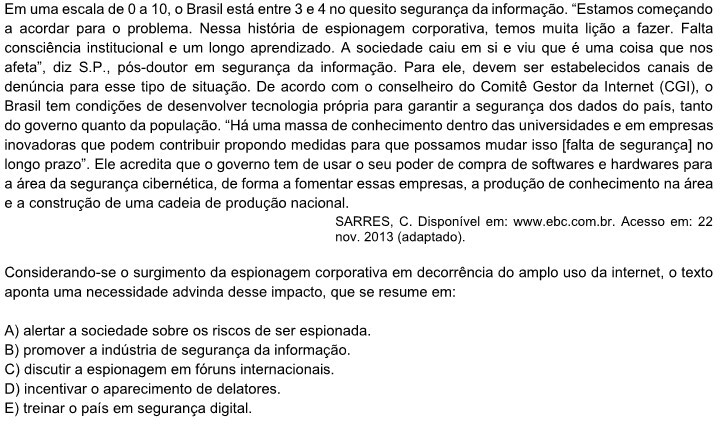 Em uma escala de 0 a 10, o Brasil está entre 3 e 4 no quesito segurança da informação. “Estamos começando
a acordar para o problema. Nessa história de espionagem corporativa, temos muita lição a fazer. Falta
consciência institucional e um longo aprendizado. A sociedade caiu em si e viu que é uma coisa que nos
afeta”, diz S.P., pós-doutor em segurança da informação. Para ele, devem ser estabelecidos canais de
denúncia para esse tipo de situação. De acordo com o conselheiro do Comitê Gestor da Internet (CGI), o
Brasil tem condições de desenvolver tecnologia própria para garantir a segurança dos dados do país, tanto
do governo quanto da população. “Há uma massa de conhecimento dentro das universidades e em empresas
inovadoras que podem contribuir propondo medidas para que possamos mudar isso [falta de segurança] no
longo prazo”. Ele acredita que o governo tem de usar o seu poder de compra de softwares e hardwares para
a área da segurança cibernética, de forma a fomentar essas empresas, a produção de conhecimento na área
e a construção de uma cadeia de produção nacional.
SARRES, C. Disponível em: www.ebc.com.br. Acesso em: 22
nov. 2013 (adaptado).
Considerando-se o surgimento da espionagem corporativa em decorrência do amplo uso da internet, o texto
aponta uma necessidade advinda desse impacto, que se resume em:
A) alertar a sociedade sobre os riscos de ser espionada.
B) promover a indústria de segurança da informação.
C) discutir a espionagem em fóruns internacionais.
D) incentivar o aparecimento de delatores.
E) treinar o país em segurança digital.